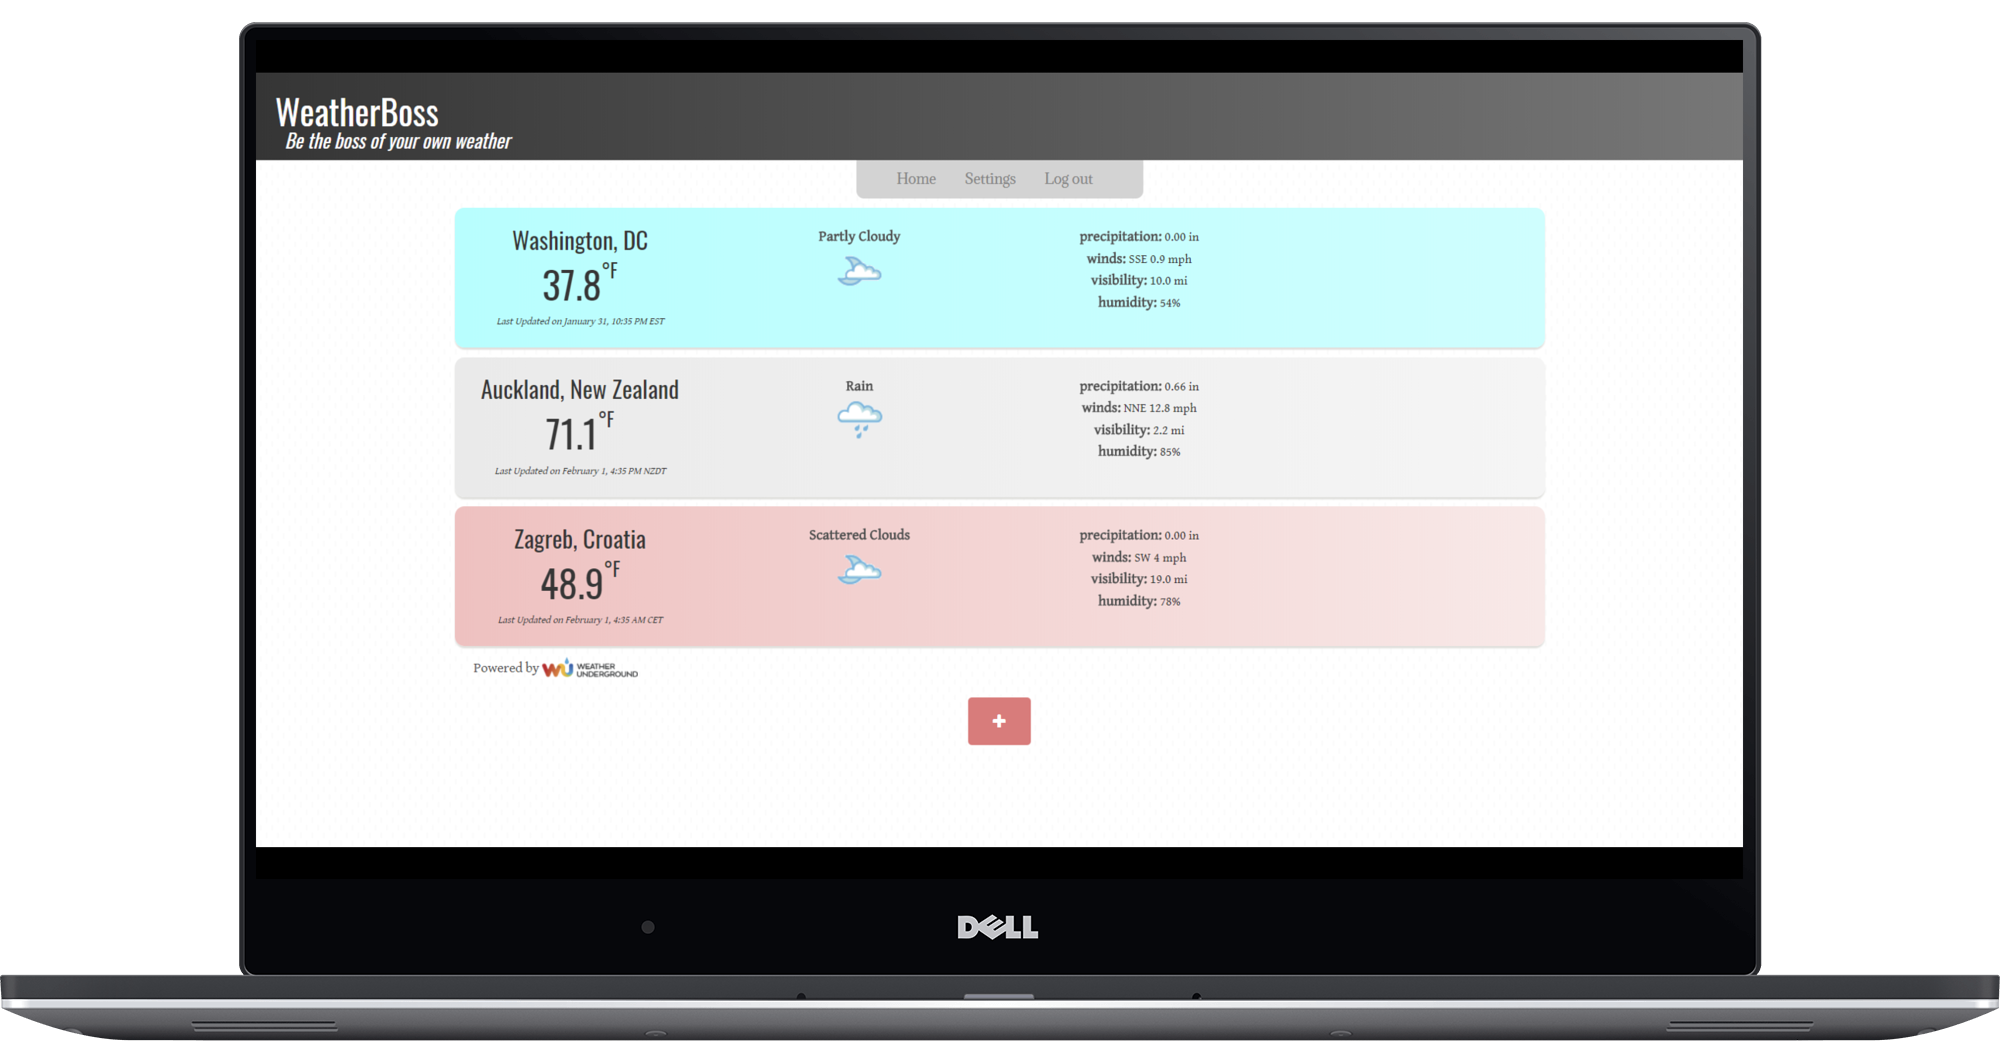 WeatherBoss
Be the boss of your own weather
Home Settings Log out
Washington, DC
37.8°F
Last Updated on January 31, 10:35 PM EST
Partly Cloudy
precipitation: 0.00 in
winds: SSE 0.9 mph
visibility: 10.0 mi
humidity: 54%
Auckland, New Zealand
71.1°F
Last Updated on February 1, 4:35 PM NZDT
Rain
precipitation: 0.66 in
winds: NNE 12.8 mph
visibility: 2.2 mi
humidity: 85%
Zagreb, Croatia
48.9°F
Last Updated on February 1, 4:35 AM CET
Scattered Clouds
precipitation: 0.00 in
winds: SW 4 mph
visibility: 19.0 mi
humidity: 78%
Powered by WU WEATHER
UNDERGROUND
+
DELL